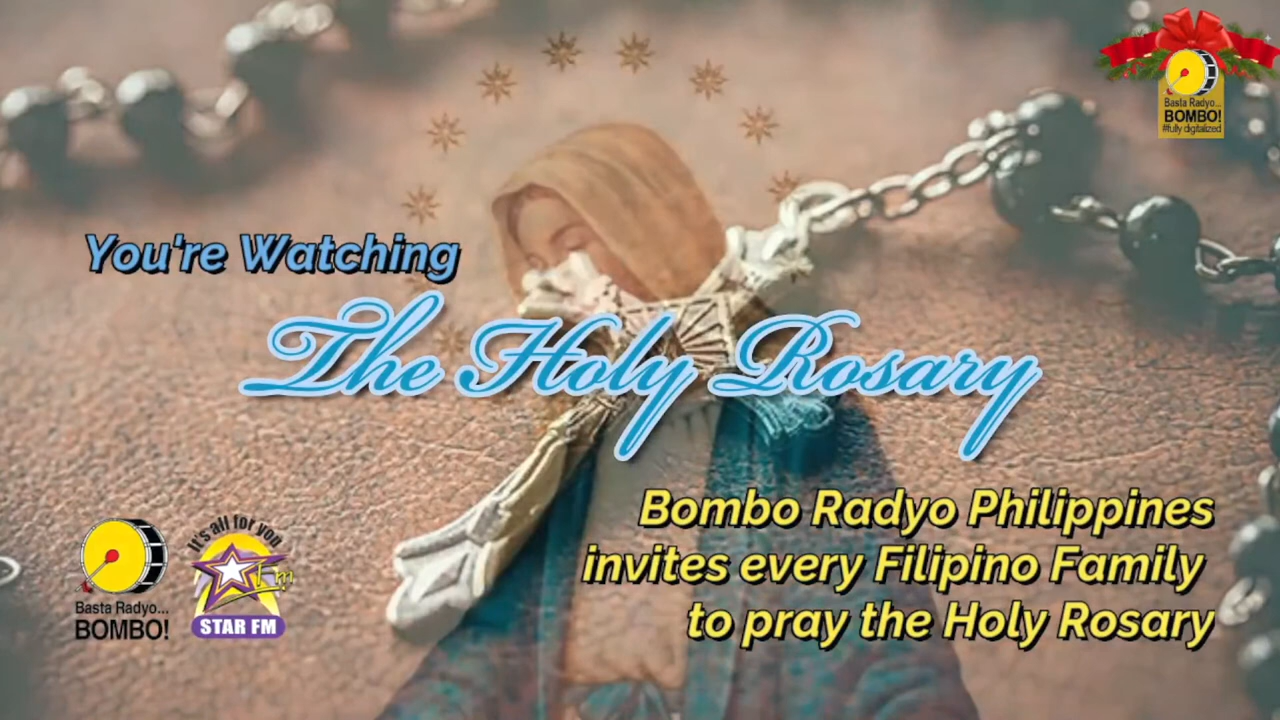 Basta Radyo...
BOMBO!
#fully digitalized
You're Watching
The Holy Rosary
Bombo Radyo Philippines
invites every Filipino Family
to pray the Holy Rosary
Basta Radyo...
BOMBO!
It's all for you
Fm
STAR FM